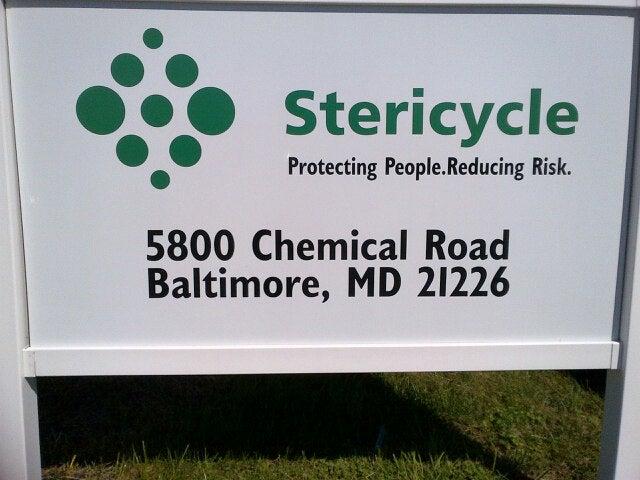 Stericycle
Protecting People.Reducing Risk.
5800 Chemical Road
Baltimore, MD 21226